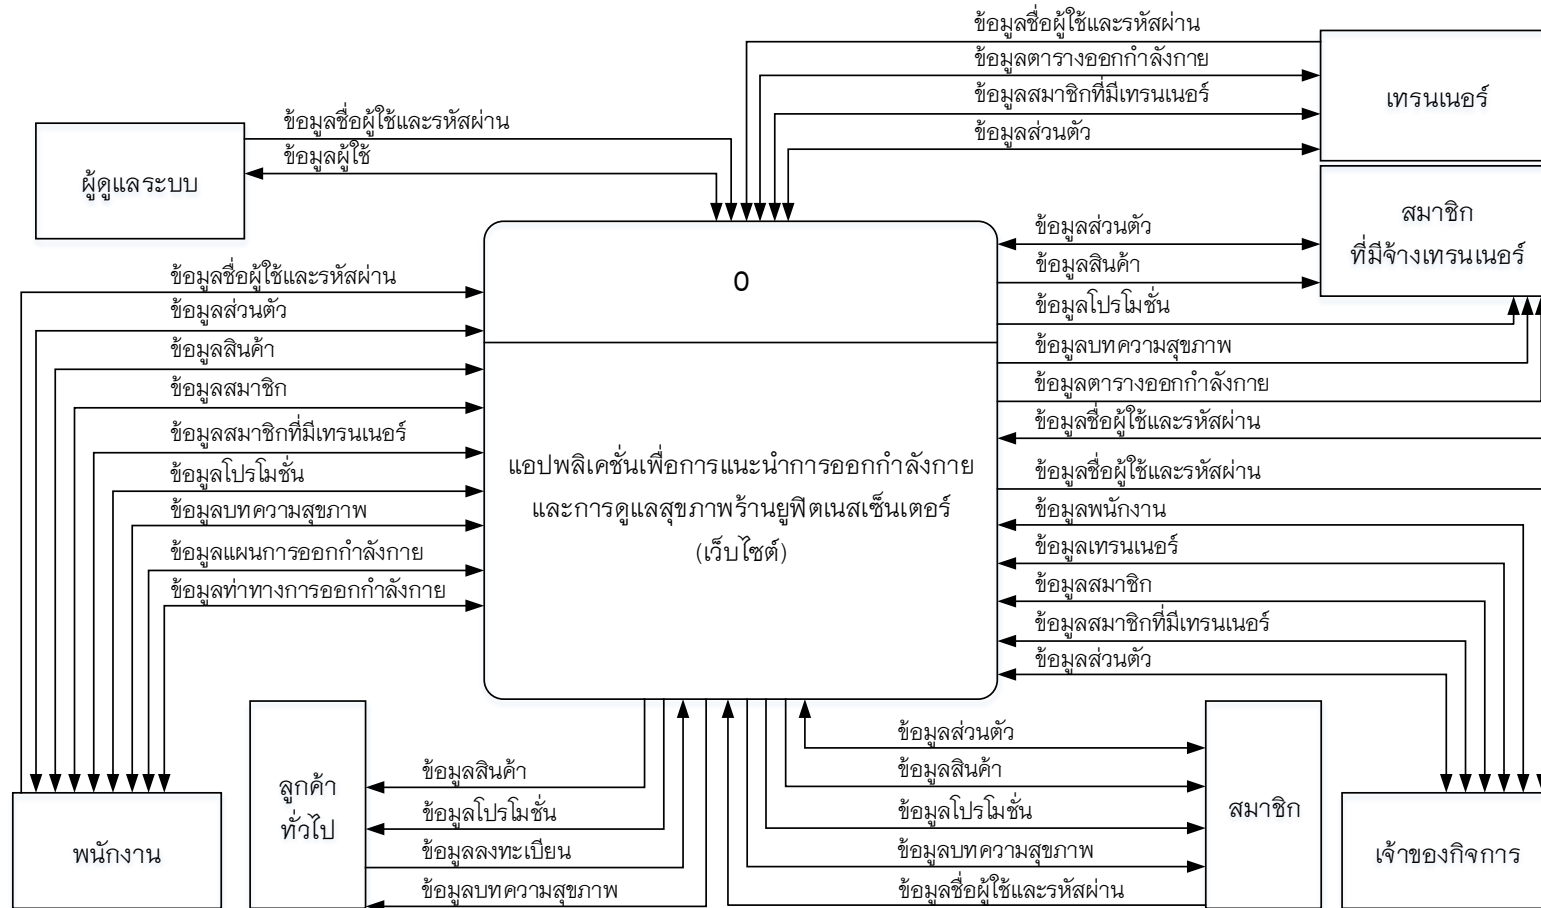 ข้อมูลชื่อผู้ใช้และรหัสผ่าน
ข้อมูลตารางออกกำลังกาย
ข้อมูลสมาชิกที่มีเทรนเนอร์
ข้อมูลส่วนตัว
เทรนเนอร์
ข้อมูลชื่อผู้ใช้และรหัสผ่าน
ข้อมูลผู้ใช้
ผู้ดูแลระบบ
สมาชิก
ที่มีจ้างเทรนเนอร์
ข้อมูลส่วนตัว
ข้อมูลสินค้า
ข้อมูลโปรโมชั่น
ข้อมูลบทความสุขภาพ
ข้อมูลตารางออกกำลังกาย
ข้อมูลชื่อผู้ใช้และรหัสผ่าน
0
แอปพลิเคชั่นเพื่อการแนะนำการออกกำลังกาย
และการดูแลสุขภาพร้านยูฟิตเนสเซ็นเตอร์
(เว็บไซต์)
ข้อมูลชื่อผู้ใช้และรหัสผ่าน
ข้อมูลส่วนตัว
ข้อมูลสินค้า
ข้อมูลสมาชิก
ข้อมูลสมาชิกที่มีเทรนเนอร์
ข้อมูลโปรโมชั่น
ข้อมูลบทความสุขภาพ
ข้อมูลแผนการออกกำลังกาย
ข้อมูลท่าทางการออกกำลังกาย
พนักงาน
ข้อมูลชื่อผู้ใช้และรหัสผ่าน
ข้อมูลพนักงาน
ข้อมูลเทรนเนอร์
ข้อมูลสมาชิก
ข้อมูลสมาชิกที่มีเทรนเนอร์
ข้อมูลส่วนตัว
เจ้าของกิจการ
ลูกค้า
ทั่วไป
ข้อมูลสินค้า
ข้อมูลโปรโมชั่น
ข้อมูลลงทะเบียน
ข้อมูลบทความสุขภาพ
ข้อมูลส่วนตัว
ข้อมูลสินค้า
ข้อมูลโปรโมชั่น
ข้อมูลบทความสุขภาพ
ข้อมูลชื่อผู้ใช้และรหัสผ่าน
สมาชิก